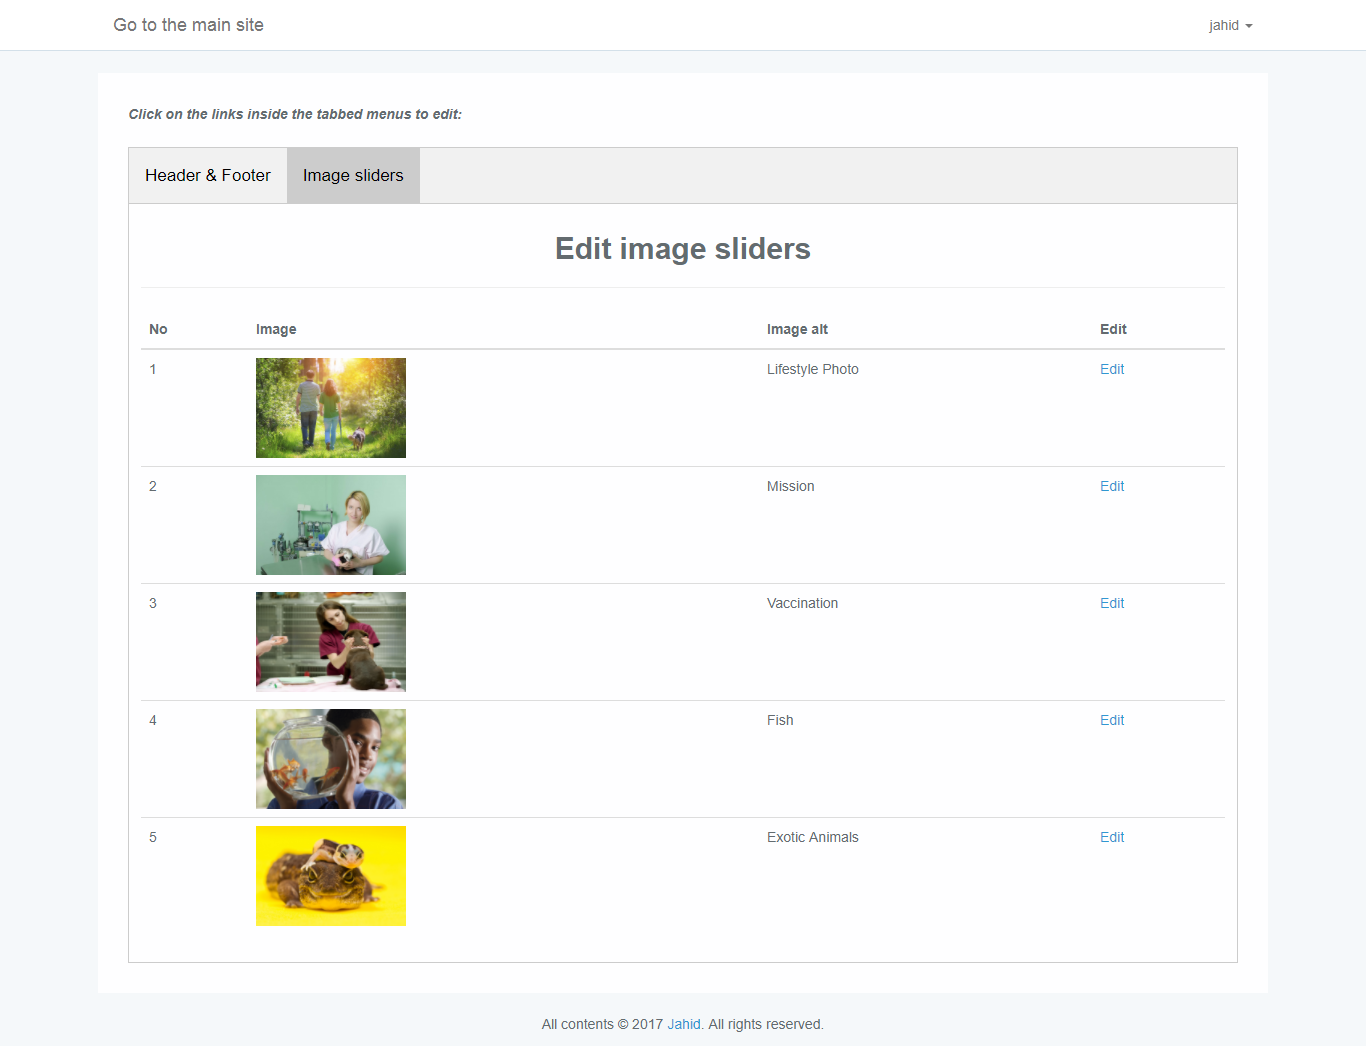 Go to the main site
jahid
Click on the links inside the tabbed menus to edit:
Header & Footer
Image sliders
Edit image sliders
No Image Image alt Edit
1 Lifestyle Photo Edit
2 Mission Edit
3 Vaccination Edit
4 Fish Edit
5 Exotic Animals Edit
All contents © 2017 Jahid. All rights reserved.